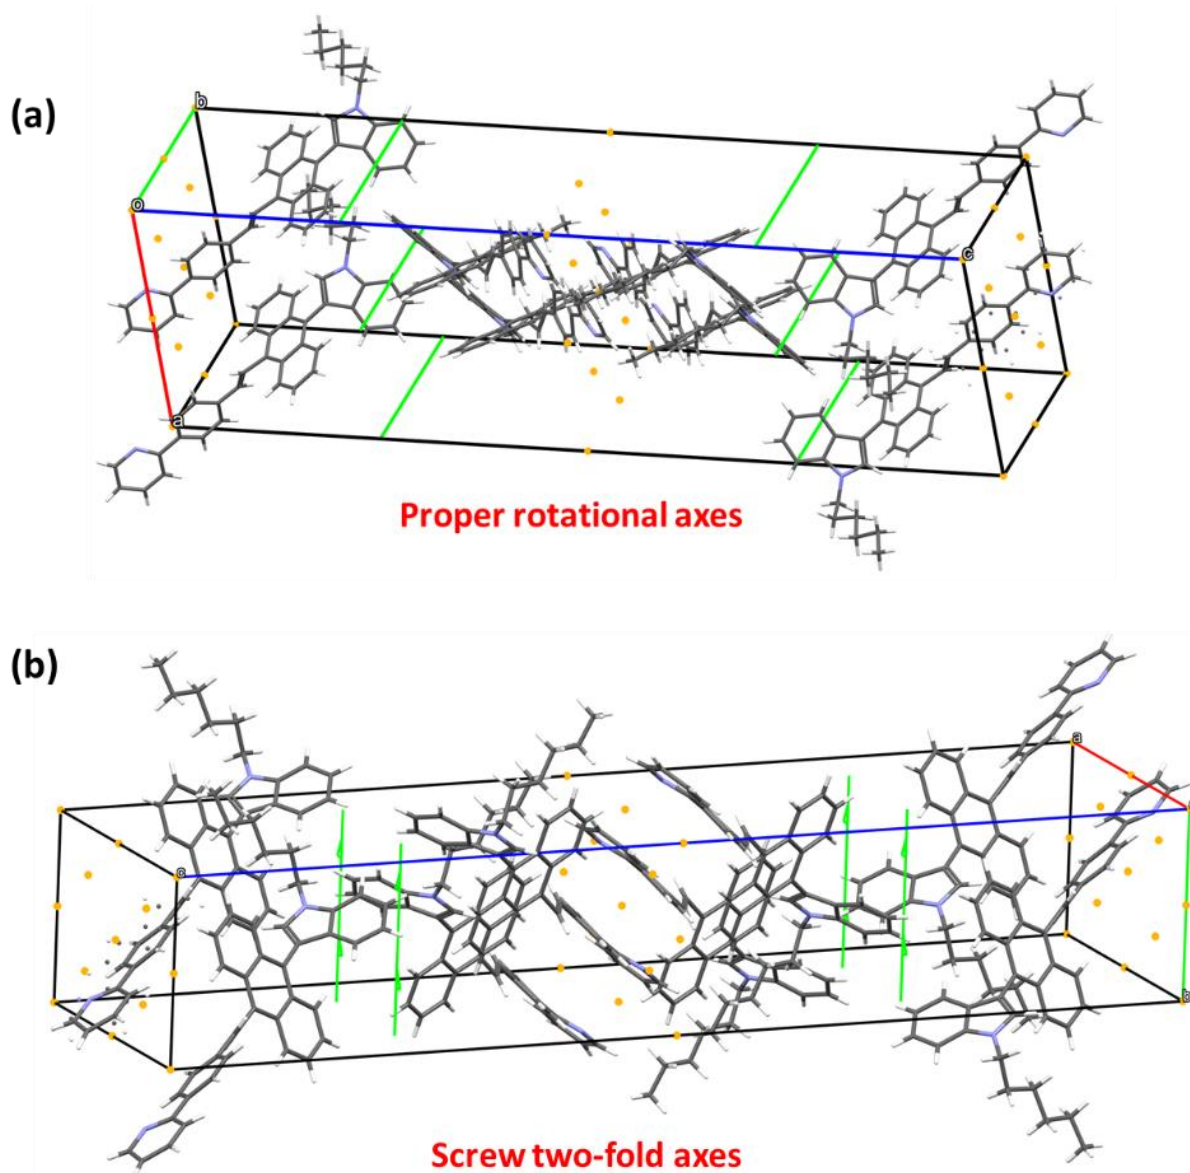 (a)
b
o
c
a
Proper rotational axes
(b)
a
c
b
Screw two-fold axes